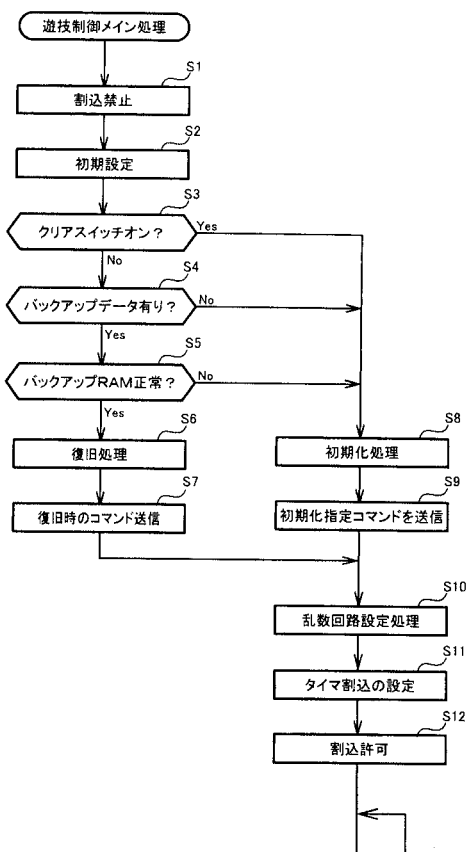 遊技制御メイン処理
S1
割込禁止
S2
初期設定
S3
クリアスイッチオン？
Yes
No
S4
バックアップデータ有り？
No
Yes
S5
バックアップRAM正常？
No
Yes
S6
復旧処理
S7
復旧時のコマンド送信
S8
初期化処理
S9
初期化指定コマンドを送信
S10
乱数回路設定処理
S11
タイマ割込の設定
S12
割込許可